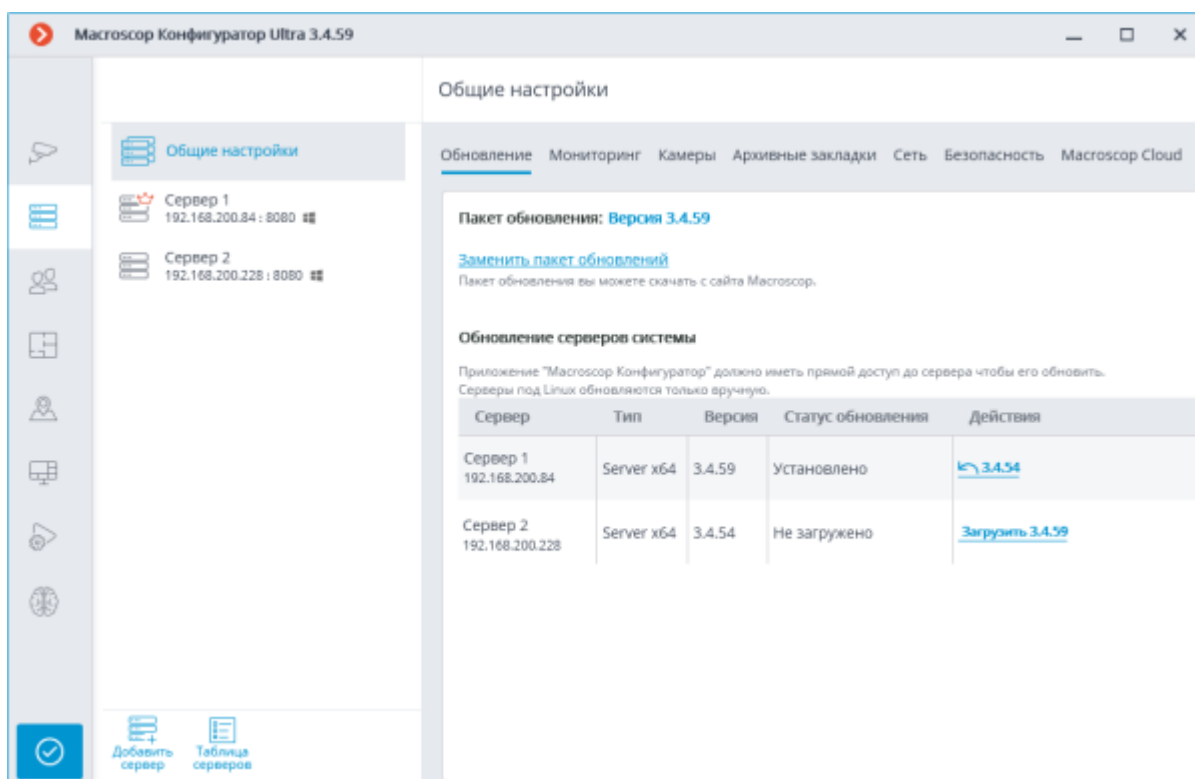 Macroscop Конфигуратор Ultra 3.4.59
Общие настройки
Общие настройки
Сервер 1
192.168.200.84 : 8080
Сервер 2
192.168.200.228 : 8080
Обновление Мониторинг Камеры Архивные закладки Сеть Безопасность Macroscop Cloud
Пакет обновления: Версия 3.4.59
Заменить пакет обновлений
Пакет обновления вы можете скачать с сайта Macroscop.
Обновление серверов системы
Приложение "Macroscop Конфигуратор" должно иметь прямой доступ до сервера чтобы его обновить.
Серверы под Linux обновляются только вручную.
Сервер Тип Версия Статус обновления Действия
Сервер 1
192.168.200.84
Server x64 3.4.59 Установлено 3.4.54
Сервер 2
192.168.200.228
Server x64 3.4.54 Не загружено Загрузить 3.4.59
Добавить сервер
Таблица серверов